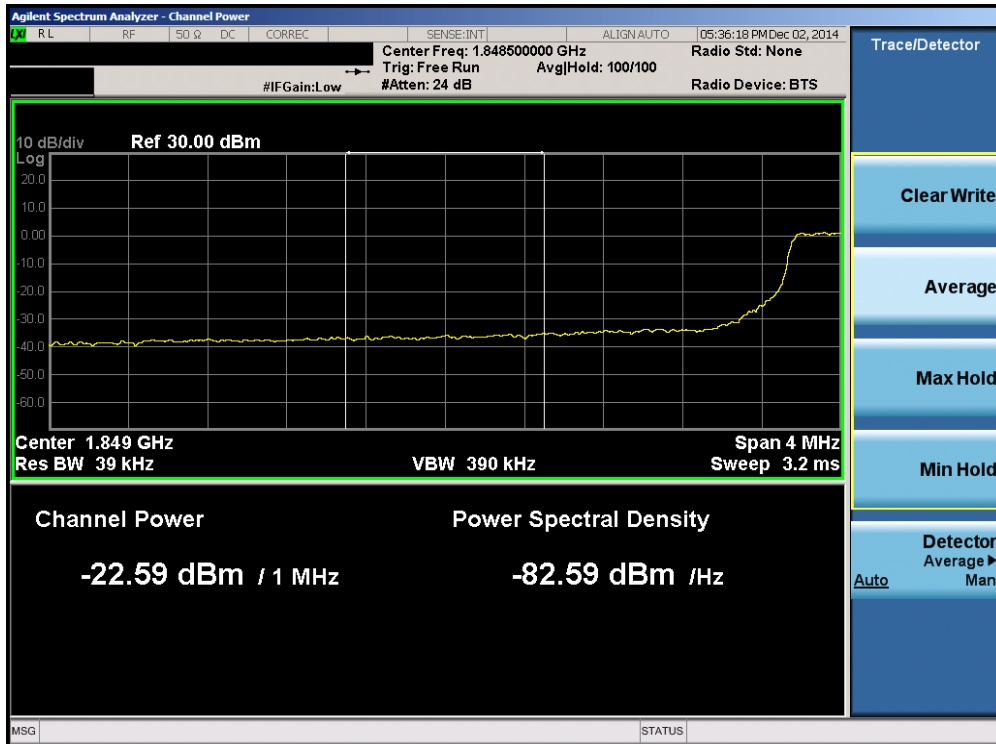 Agilent Spectrum Analyzer - Channel Power
LXI RL RF 50 Ω DC CORREC SENSE:INT ALIGN AUTO 05:36:18 PM Dec 02, 2014
Center Freq: 1.848500000 GHz Radio Std: None
Trig: Free Run Avg|Hold: 100/100
#IFGain:Low #Atten: 24 dB Radio Device: BTS
Trace/Detector
10 dB/div Ref 30.00 dBm
Log
20.0
10.0
0.00
-10.0
-20.0
-30.0
-40.0
-50.0
-60.0
Center 1.849 GHz Span 4 MHz
Res BW 39 kHz VBW 390 kHz Sweep 3.2 ms
Channel Power Power Spectral Density
-22.59 dBm / 1 MHz -82.59 dBm /Hz
Clear Write
Average
Max Hold
Min Hold
Detector
Average▶
Auto Man
MSG STATUS